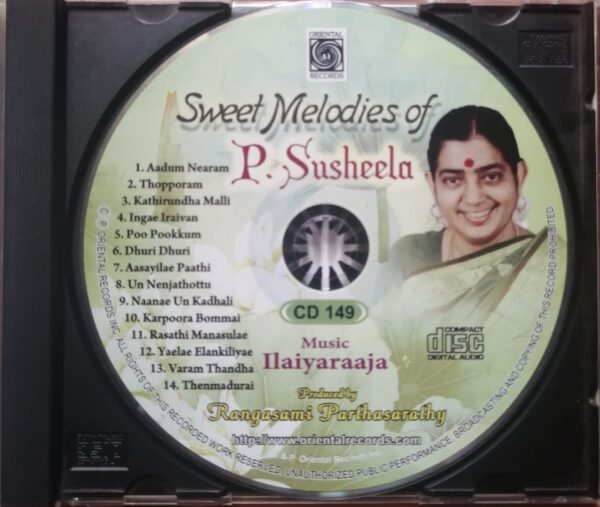 ORIENTAL
RECORDS
Sweet Melodies of
P. Susheela
1. Aadum Nearam
2. Thopporam
3. Kathirundha Malli
4. Ingae Iraivan
5. Poo Pookkum
6. Dhuri Dhuri
7. Aasayilae Paathi
8. Un Nenjathottu
9. Naanae Un Kadhali
10. Karpoora Bommai
11. Rasathi Manasulae
12. Yaelae Elankiliyae
13. Varam Thandha
14. Thenmadurai
CD 149
Music
Ilaiyaraaja
COMPACT
disc
DIGITAL AUDIO
Produced by
Rangasami Parthasarathy
http://www.orientalrecords.com
& P Oriental Records Inc.
C. P. ORIENTAL RECORDS INC. ALL RIGHTS OF THIS RECORDED WORK RESERVED / UNAUTHORIZED PUBLIC PERFORMANCE, BROADCASTING AND COPYING OF THIS RECORD PROHIBITED.